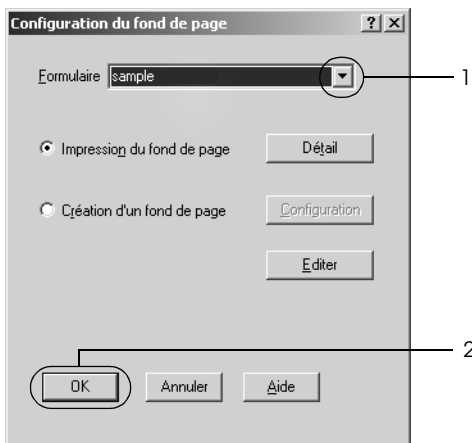 Configuration du fond de page
Formulaire sample
1
Impression du fond de page Détail
Création d'un fond de page Configuration
Editer
2
OK Annuler Aide